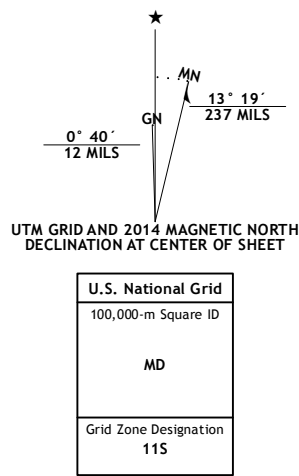 ★
MN
GN
13° 19´
237 MILS
0° 40´
12 MILS
UTM GRID AND 2014 MAGNETIC NORTH
DECLINATION AT CENTER OF SHEET
U.S. National Grid
100,000-m Square ID
MD
Grid Zone Designation
11S